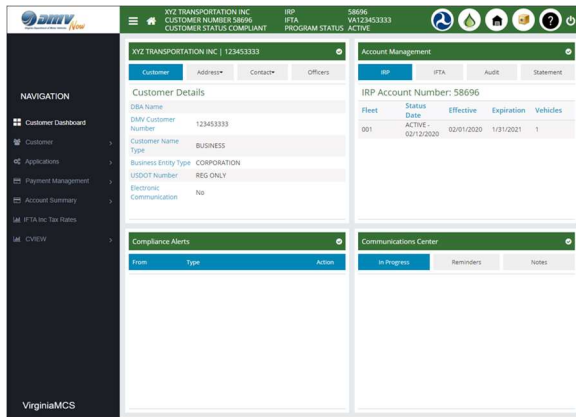 DMV Now
XYZ TRANSPORTATION INC IRP 58696
CUSTOMER NUMBER 58696 IFTA VA123453333
CUSTOMER STATUS COMPLIANT PROGRAM STATUS ACTIVE
NAVIGATION
Customer Dashboard
Customer
Applications
Payment Management
Account Summary
IFTA Inc Tax Rates
CVIEW
VirginiaMCS
XYZ TRANSPORTATION INC | 123453333
Customer Address Contact Officers
Customer Details
DBA Name
DMV Customer Number 123453333
Customer Name Type BUSINESS
Business Entity Type CORPORATION
USDOT Number REG ONLY
Electronic Communication No
Account Management
IRP IFTA Audit Statement
IRP Account Number: 58696
Fleet Status Date Effective Expiration Vehicles
001 ACTIVE - 02/12/2020 02/01/2020 1/31/2021 1
Compliance Alerts
From Type Action
Communications Center
In Progress Reminders Notes